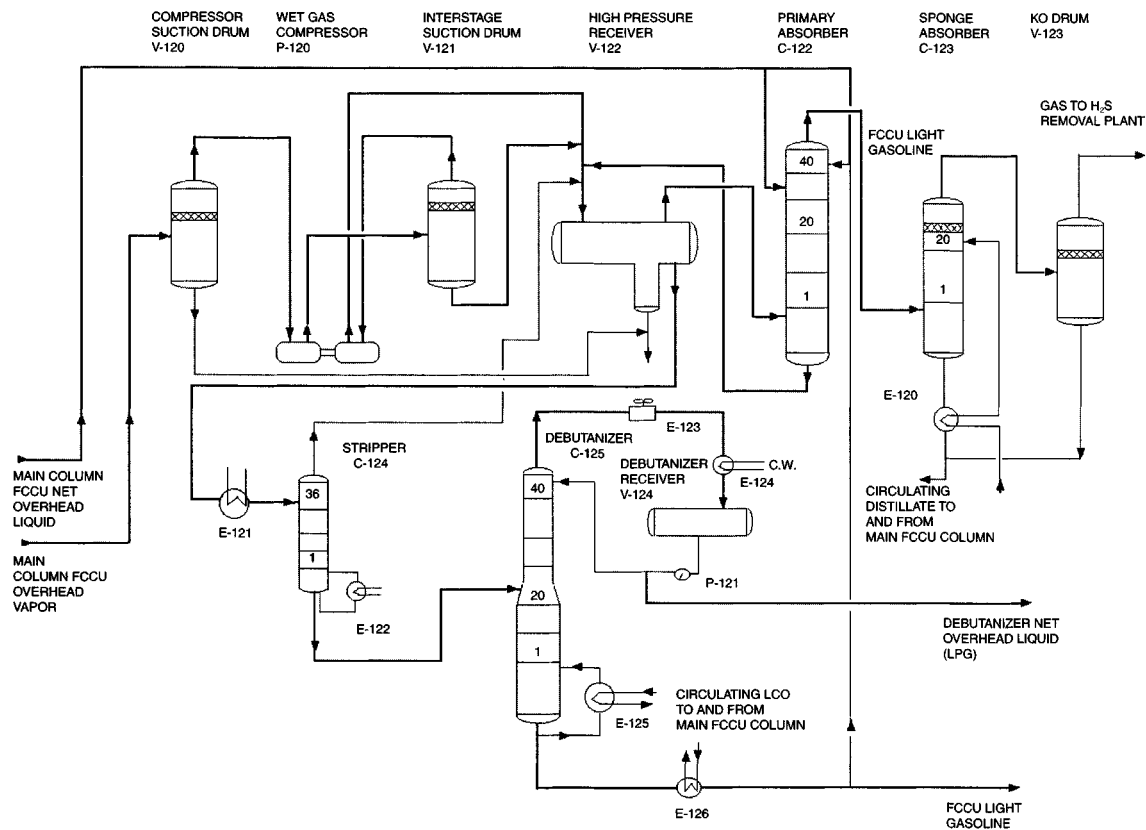 COMPRESSOR
SUCTION DRUM
V-120
WET GAS
COMPRESSOR
P-120
INTERSTAGE
SUCTION DRUM
V-121
HIGH PRESSURE
RECEIVER
V-122
PRIMARY
ABSORBER
C-122
SPONGE
ABSORBER
C-123
KO DRUM
V-123
GAS TO H₂S
REMOVAL PLANT
FCCU LIGHT
GASOLINE
40
20
1
20
1
E-120
CIRCULATING
DISTILLATE TO
AND FROM
MAIN FCCU COLUMN
MAIN COLUMN
FCCU NET
OVERHEAD
LIQUID
MAIN
COLUMN FCCU
OVERHEAD
VAPOR
E-121
STRIPPER
C-124
36
1
E-122
DEBUTANIZER
C-125
40
20
1
E-123
C.W.
E-124
DEBUTANIZER
RECEIVER
V-124
P-121
DEBUTANIZER NET
OVERHEAD LIQUID
(LPG)
E-125
CIRCULATING LCO
TO AND FROM
MAIN FCCU COLUMN
E-126
FCCU LIGHT
GASOLINE